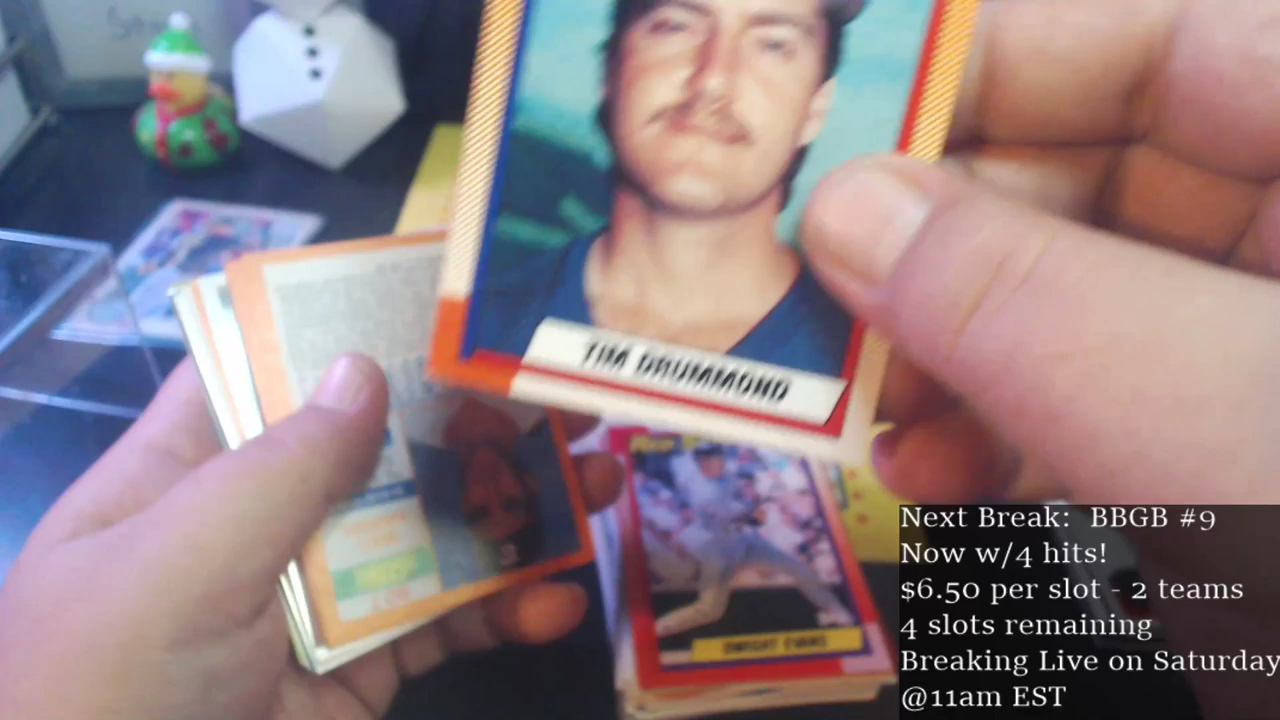 TIM DRUMMOND
DWIGHT EVANS
Next Break: BBGB #9
Now w/4 hits!
$6.50 per slot - 2 teams
4 slots remaining
Breaking Live on Saturday
@11am EST